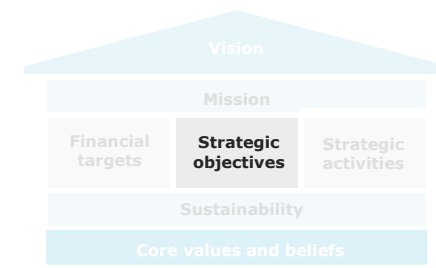 Vision
Mission
Financial
targets
Strategic
objectives
Strategic
activities
Sustainability
Core values and beliefs